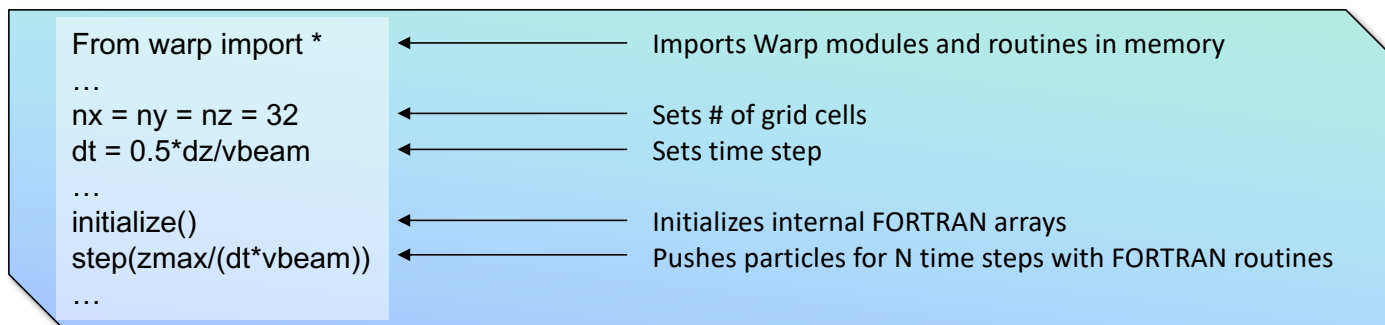 From warp import * Imports Warp modules and routines in memory
…
nx = ny = nz = 32 Sets # of grid cells
dt = 0.5*dz/vbeam Sets time step
…
initialize() Initializes internal FORTRAN arrays
step(zmax/(dt*vbeam)) Pushes particles for N time steps with FORTRAN routines
…